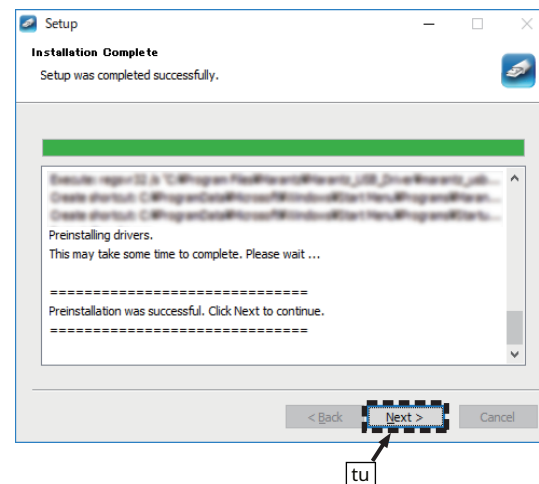 Setup
Installation Complete
Setup was completed successfully.
Preinstalling drivers.
This may take some time to complete. Please wait ...
==============================
Preinstallation was successful. Click Next to continue.
==============================
< Back
Next >
Cancel
tu